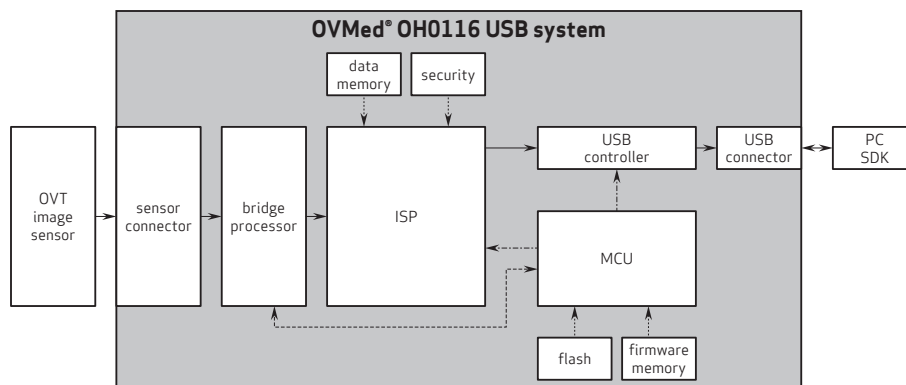 OVMed® OH0116 USB system
data
memory
security
OVT
image
sensor
sensor
connector
bridge
processor
ISP
USB
controller
USB
connector
PC
SDK
MCU
flash
firmware
memory